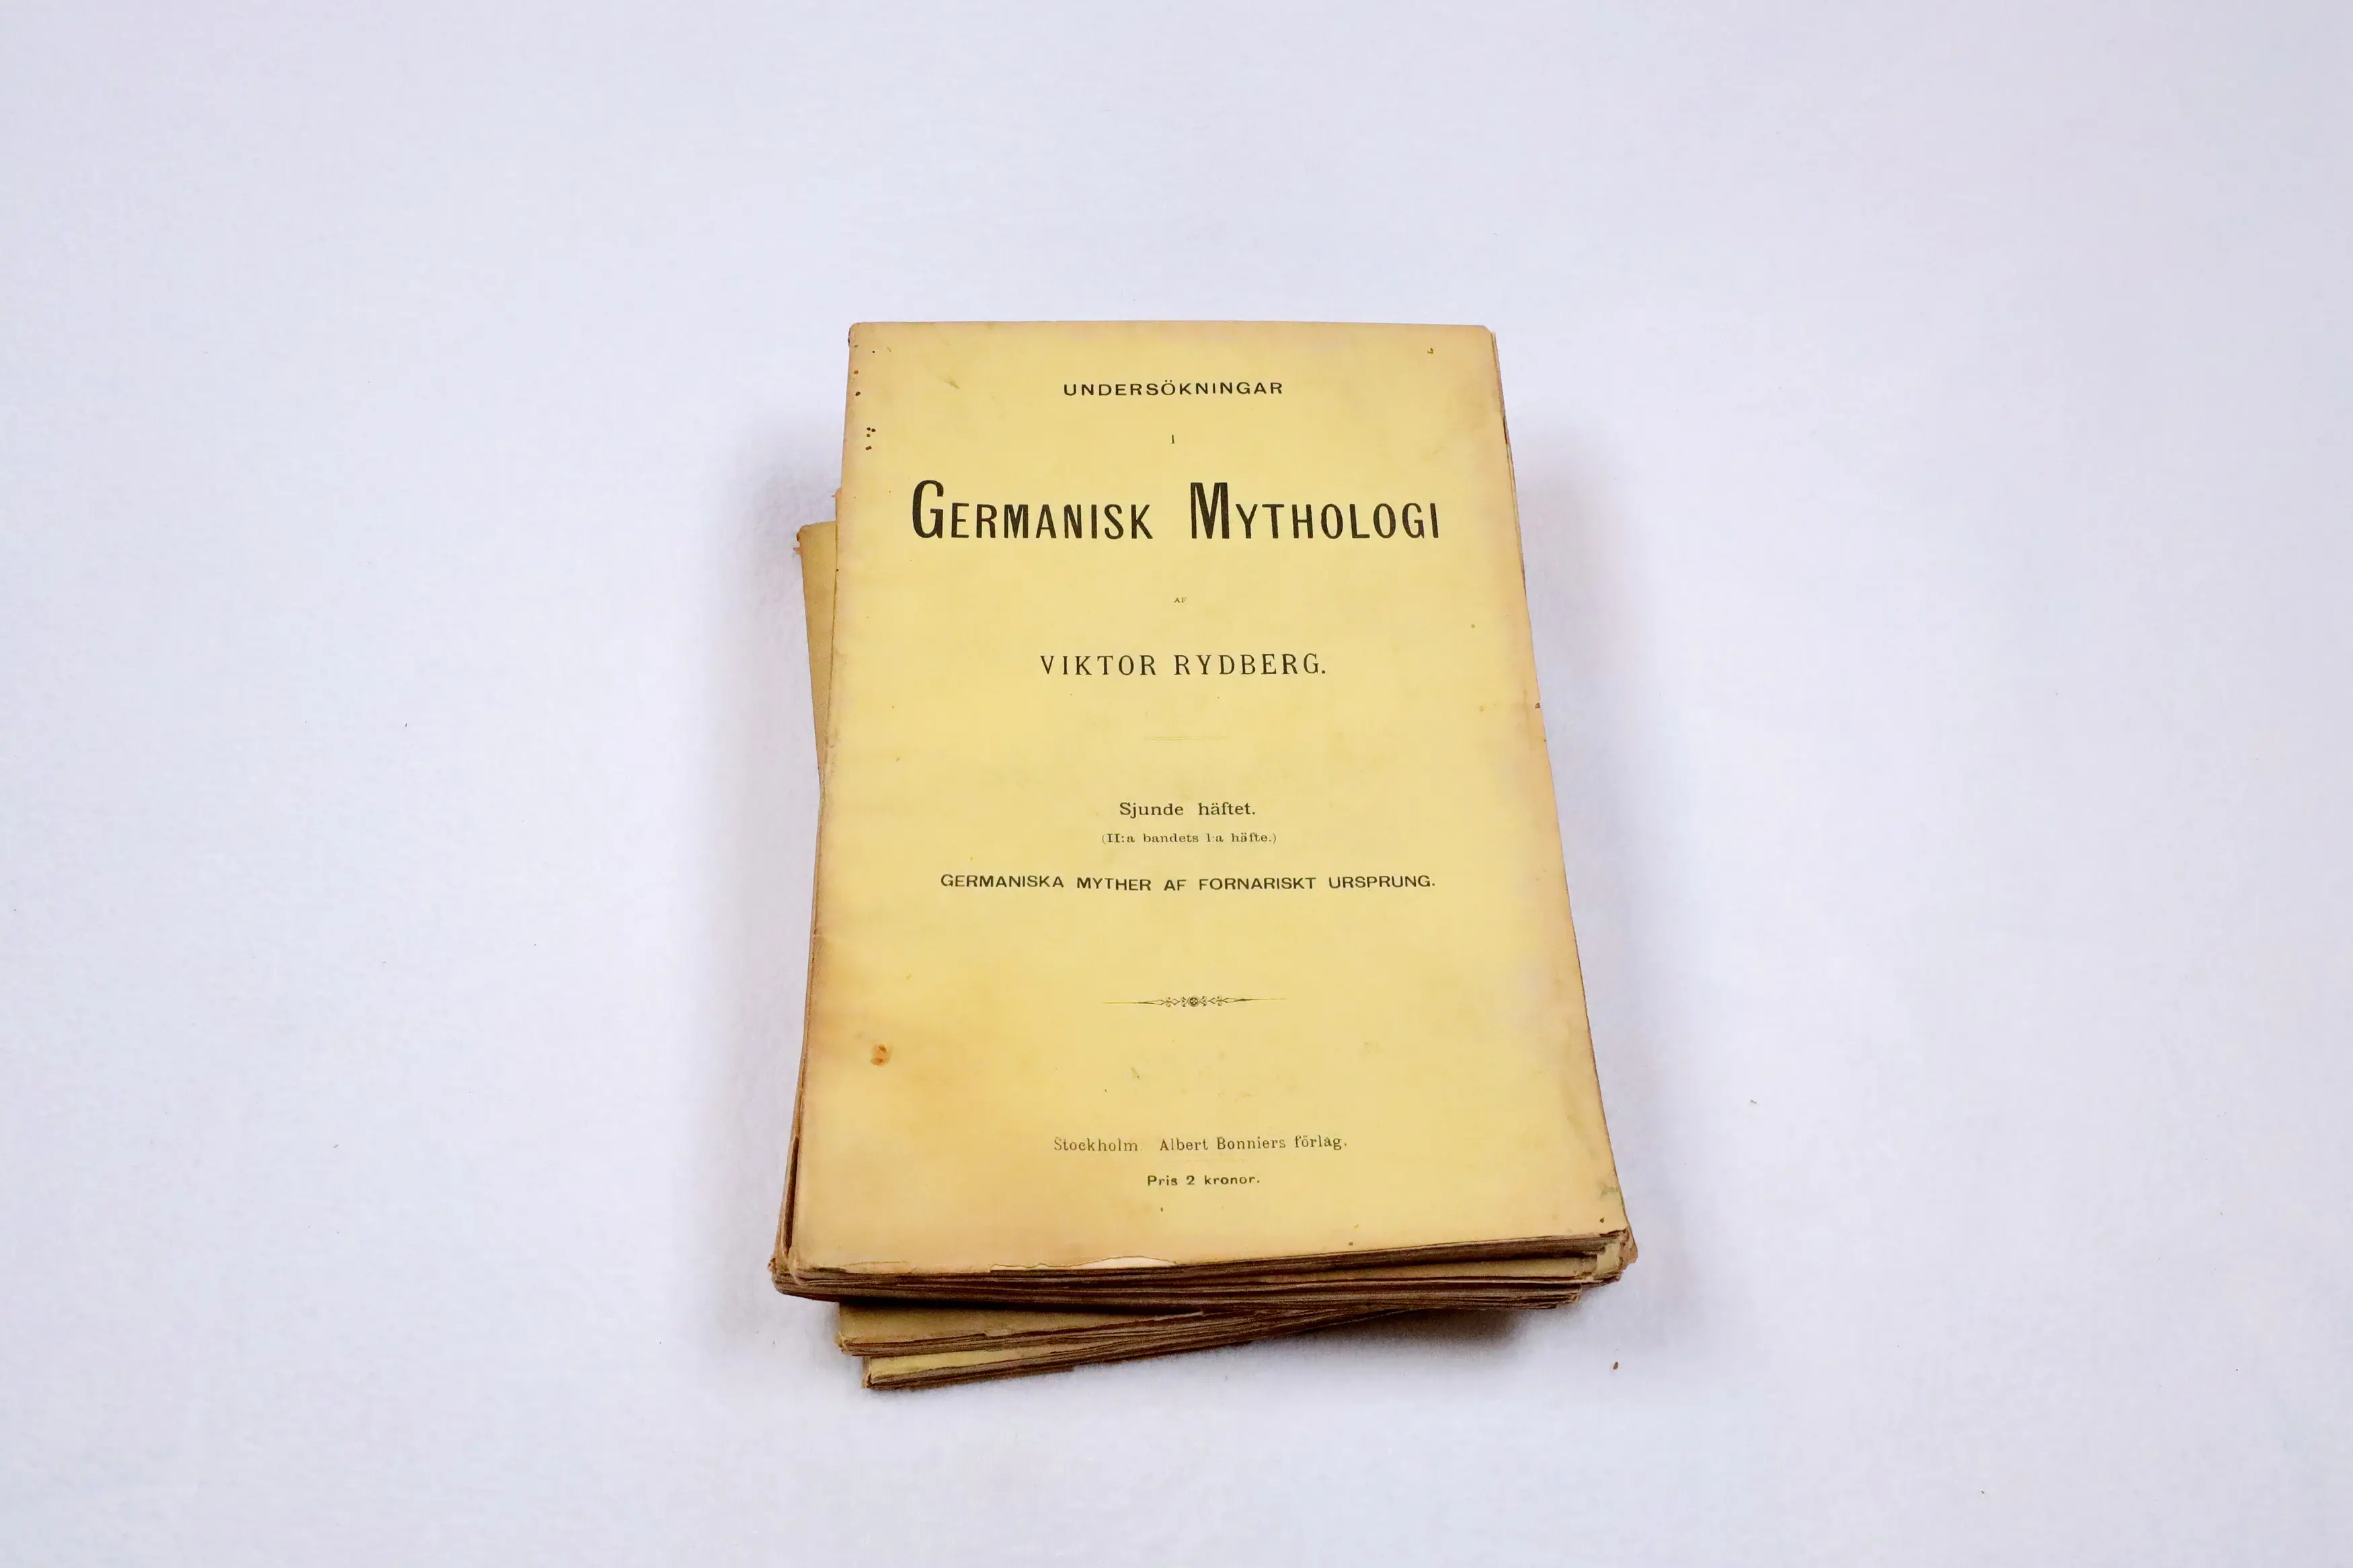 UNDERSÖKNINGAR
I
GERMANISK MYTHOLOGI
AF
VIKTOR RYDBERG.
Sjunde häftet.
(II:a bandets 1:a häfte.)
GERMANISKA MYTHER AF FORNARISKT URSPRUNG.
Stockholm. Albert Bonniers förlag.
Pris 2 kronor.